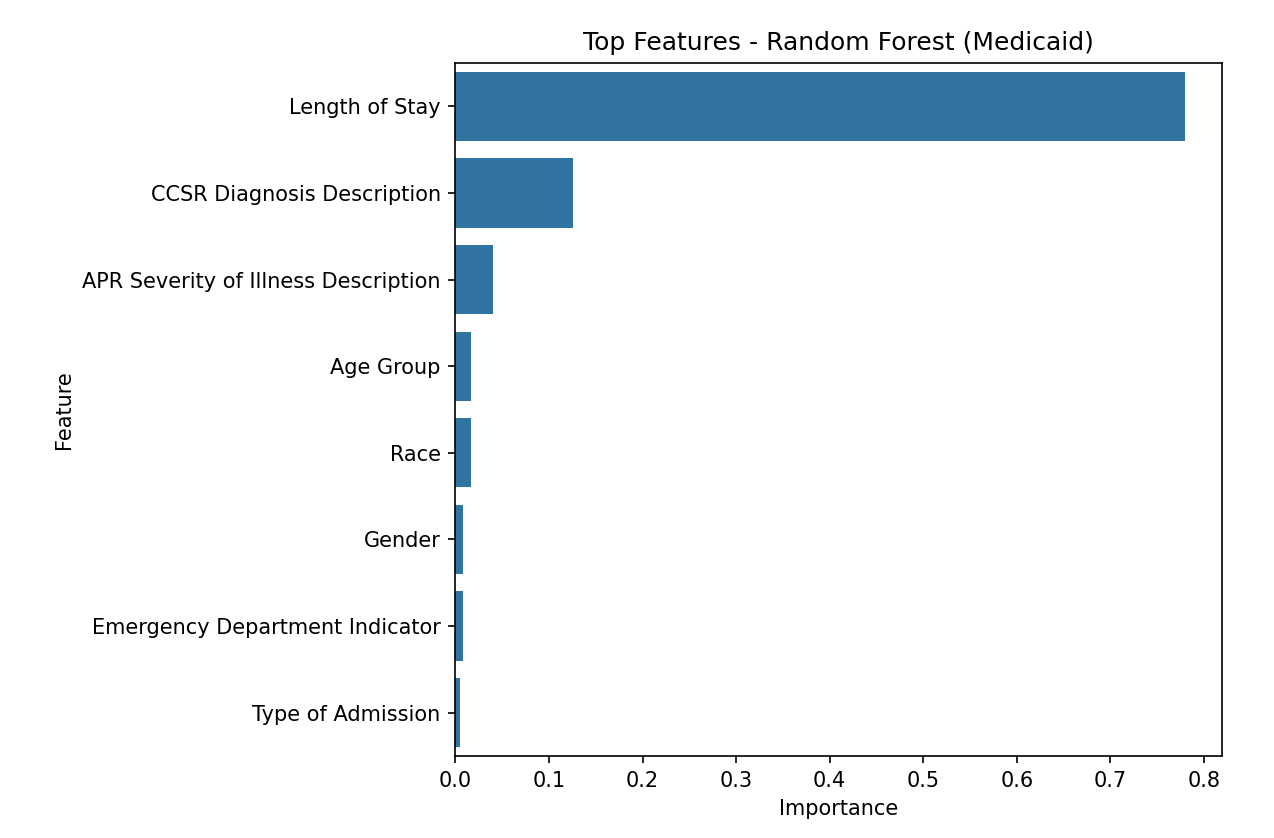 Top Features - Random Forest (Medicaid)
Length of Stay
CCSR Diagnosis Description
APR Severity of Illness Description
Age Group
Race
Gender
Emergency Department Indicator
Type of Admission
Feature
0.0 0.1 0.2 0.3 0.4 0.5 0.6 0.7 0.8
Importance